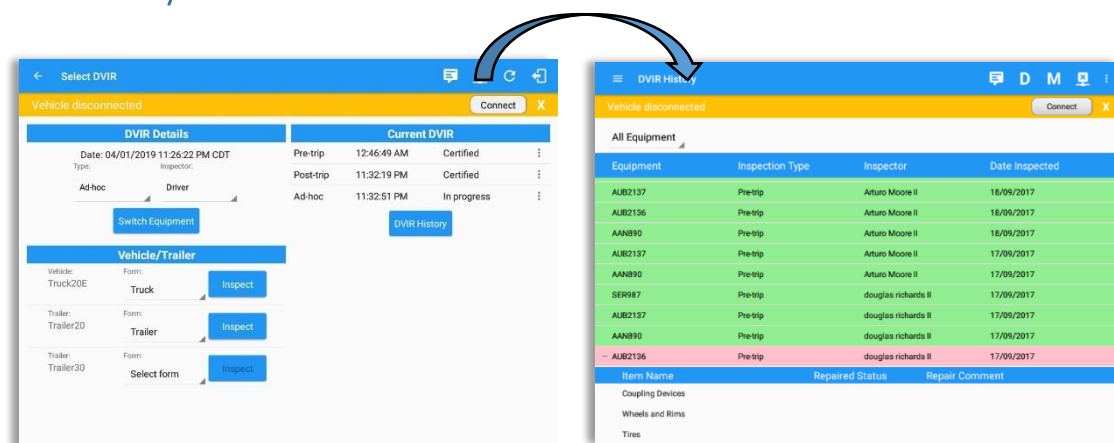 Select DVIR
Vehicle disconnected
Connect X
DVIR Details
Date: 04/01/2019 11:26:22 PM CDT
Type: Inspector:
Ad-hoc Driver
Switch Equipment
Vehicle/Trailer
Vehicle: Form:
Truck20E Truck Inspect
Trailer: Form:
Trailer20 Trailer Inspect
Trailer: Form:
Trailer30 Select form Inspect
Current DVIR
Pre-trip 12:46:49 AM Certified
Post-trip 11:32:19 PM Certified
Ad-hoc 11:32:51 PM In progress
DVIR History
DVIR History D M
Vehicle disconnected
Connect X
All Equipment
Equipment Inspection Type Inspector Date Inspected
AUB2137 Pre-trip Arturo Moore II 18/09/2017
AUB2136 Pre-trip Arturo Moore II 18/09/2017
AAN890 Pre-trip Arturo Moore II 18/09/2017
AUB2137 Pre-trip Arturo Moore II 17/09/2017
AAN890 Pre-trip Arturo Moore II 17/09/2017
SER987 Pre-trip douglas richards II 17/09/2017
AUB2137 Pre-trip douglas richards II 17/09/2017
AAN890 Pre-trip douglas richards II 17/09/2017
– AUB2136 Pre-trip douglas richards II 17/09/2017
Item Name Repaired Status Repair Comment
Coupling Devices
Wheels and Rims
Tires